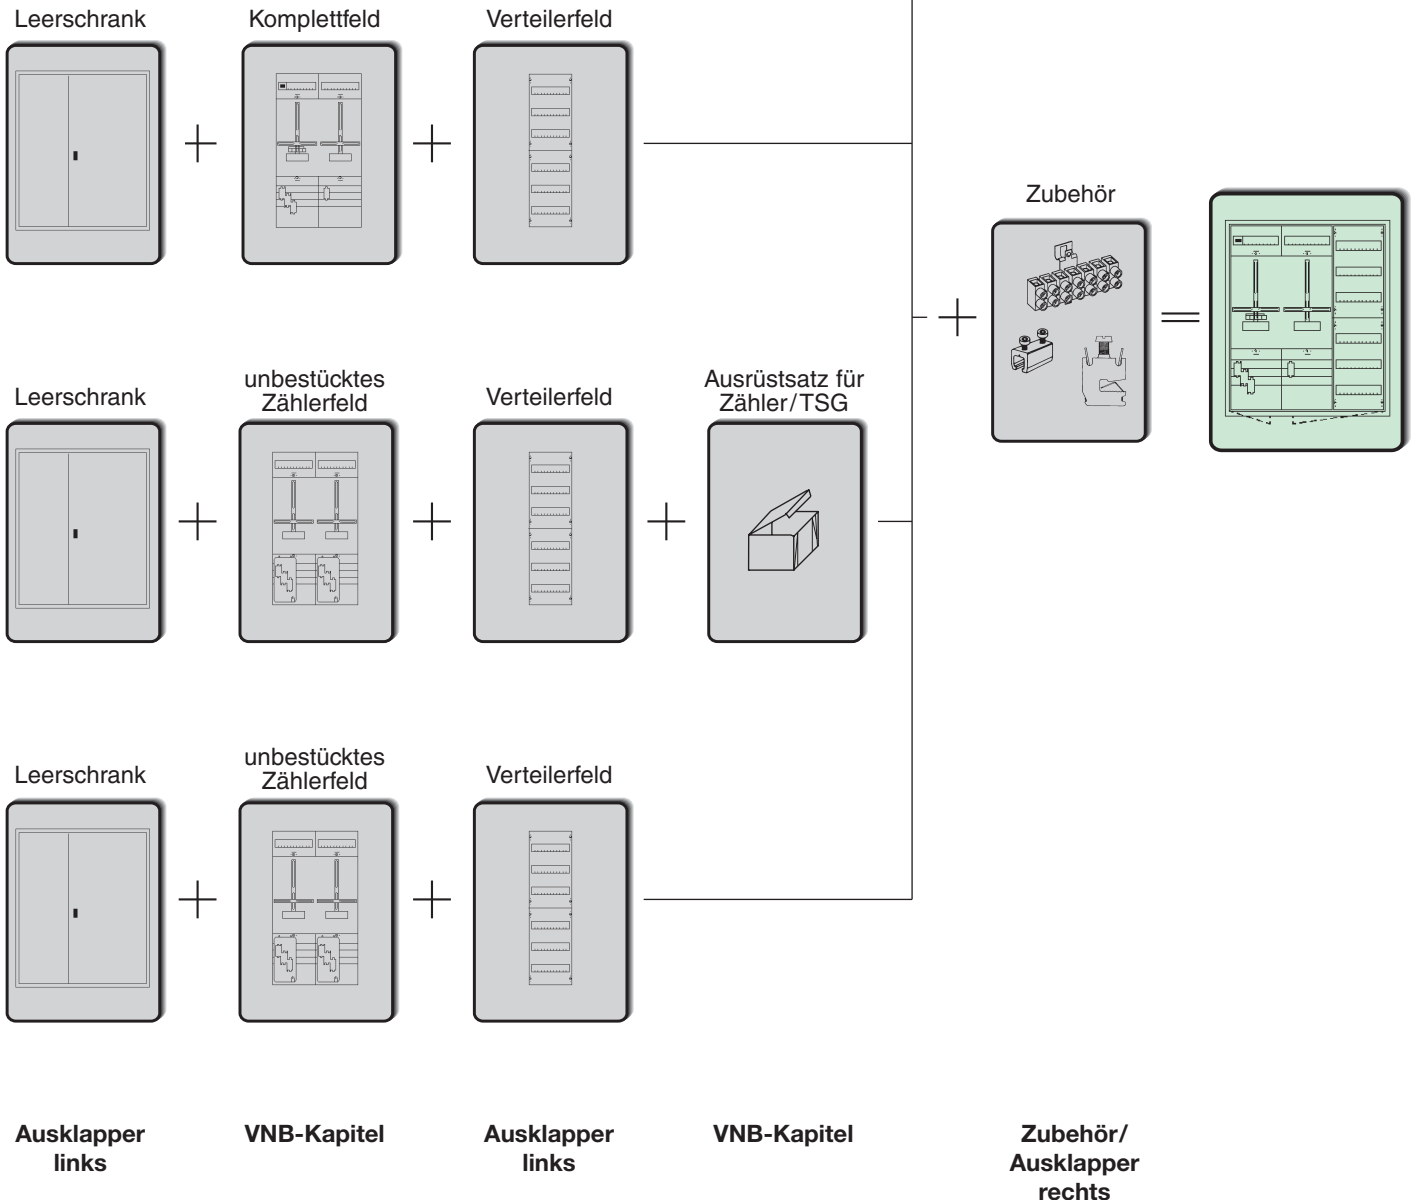 Leerschrank
Komplettfeld
Verteilerfeld
Zubehör
Leerschrank
unbestücktes
Zählerfeld
Verteilerfeld
Ausrüstsatz für
Zähler/TSG
Leerschrank
unbestücktes
Zählerfeld
Verteilerfeld
Ausklapper
links
VNB-Kapitel
Ausklapper
links
VNB-Kapitel
Zubehör/
Ausklapper
rechts